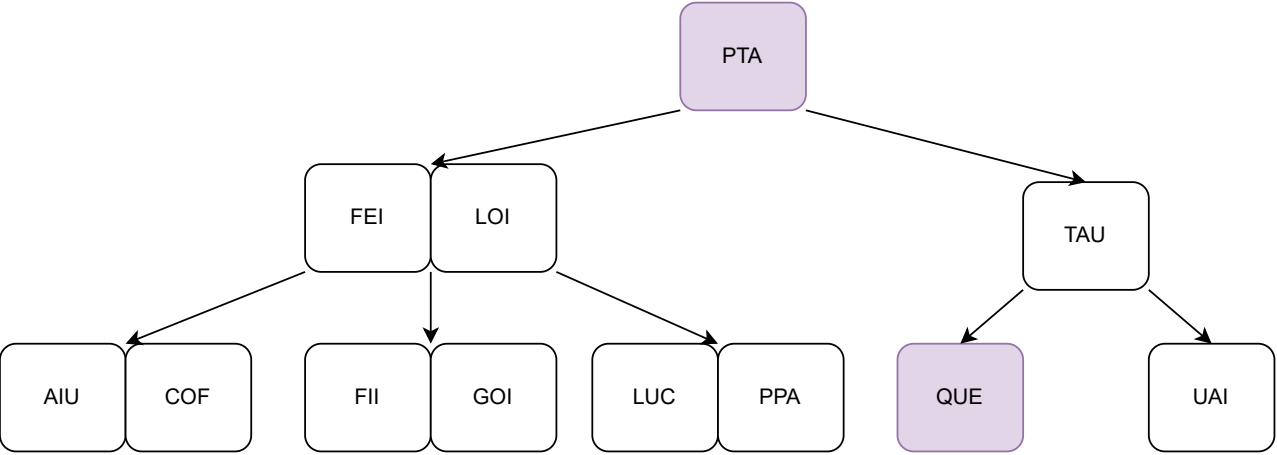 PTA
FEI LOI
TAU
AIU COF FII GOI LUC PPA QUE UAI